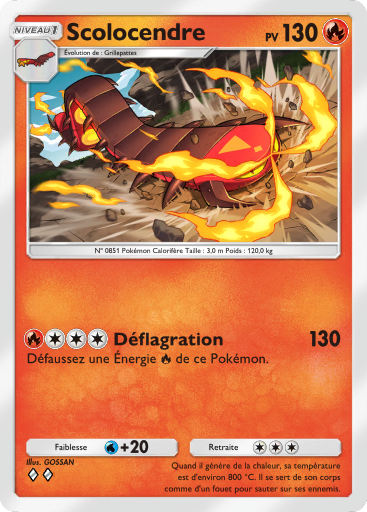 NIVEAU 1
Scolocendre
PV 130
Évolution de : Grillepattes
N° 0851 Pokémon Calorifère Taille : 3,0 m Poids : 120,0 kg
Déflagration 130
Défaussez une Énergie de ce Pokémon.
Faiblesse +20
Retraite
Illus. GOSSAN
Quand il génère de la chaleur, sa température
est d'environ 800 °C. Il se sert de son corps
comme d'un fouet pour sauter sur ses ennemis.